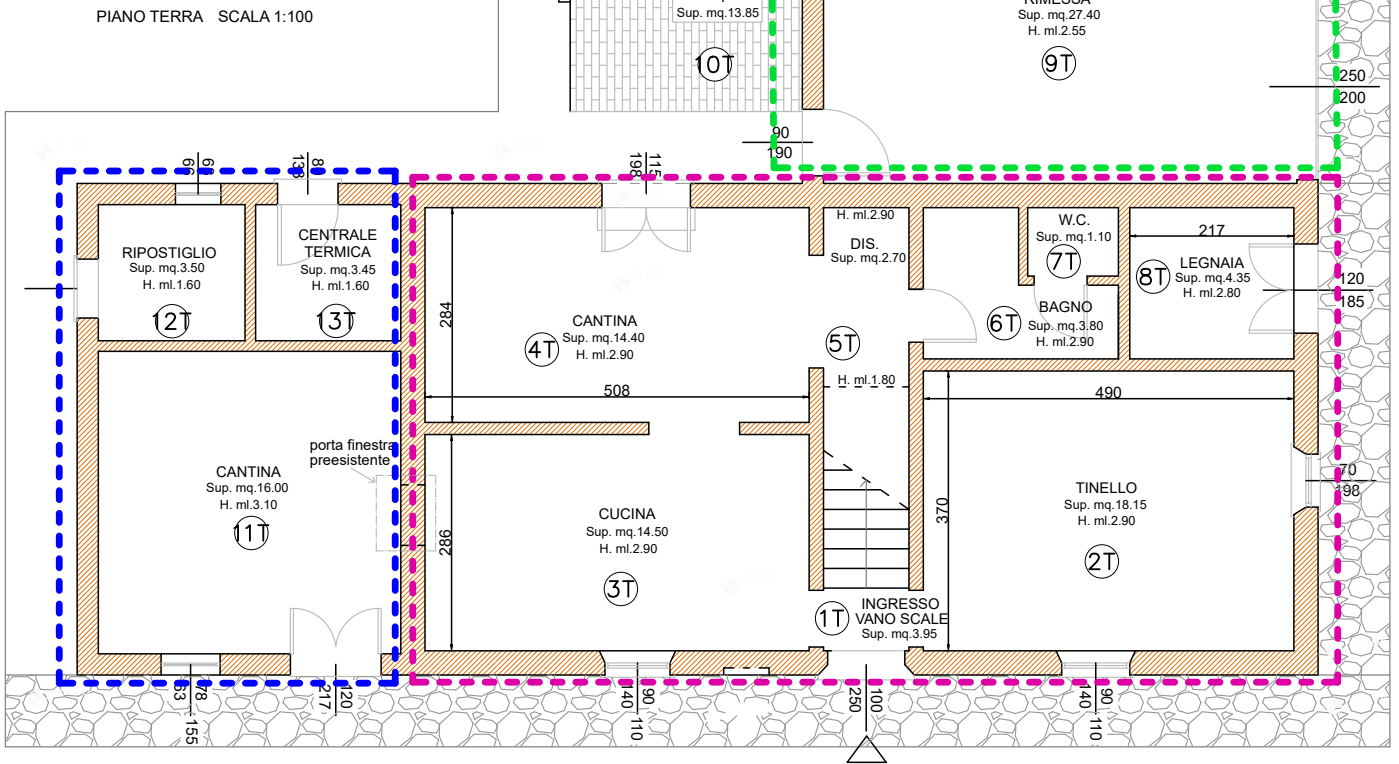 PIANO TERRA SCALA 1:100
Sup. mq.13.85
10T
RIMESSA
Sup. mq.27.40
H. ml.2.55
9T
250
200
90
190
115
198
RIPOSTIGLIO
Sup. mq.3.50
H. ml.1.60
12T
CENTRALE
TERMICA
Sup. mq.3.45
H. ml.1.60
13T
284
CANTINA
Sup. mq.14.40
H. ml.2.90
4T
508
H. ml.2.90
DIS.
Sup. mq.2.70
5T
H. ml.1.80
W.C.
Sup. mq.1.10
7T
BAGNO
Sup. mq.3.80
H. ml.2.90
6T
217
LEGNAIA
Sup. mq.4.35
H. ml.2.80
8T
120
185
490
porta finestra
preesistente
CANTINA
Sup. mq.16.00
H. ml.3.10
11T
286
CUCINA
Sup. mq.14.50
H. ml.2.90
3T
370
TINELLO
Sup. mq.18.15
H. ml.2.90
2T
70
198
1T
INGRESSO
VANO SCALE
Sup. mq.3.95
78
63
155
120
217
90
140
110
100
250
90
140
110